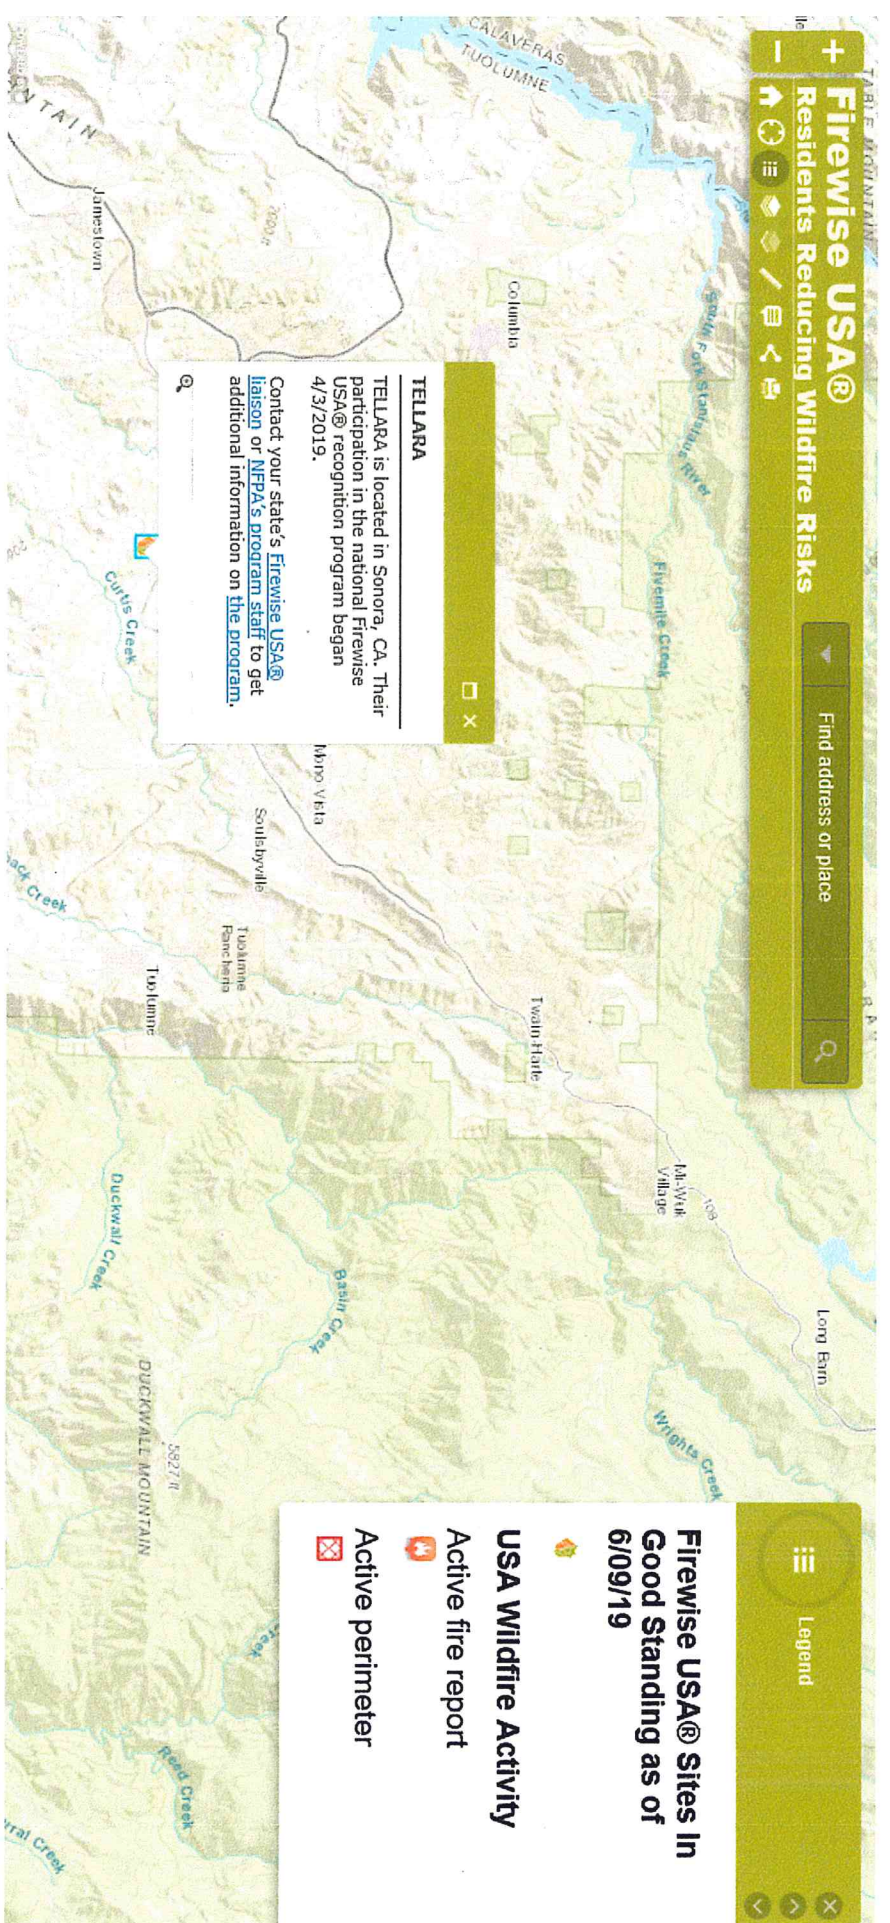 TABLE MOUNTAIN
Firewise USA®
Residents Reducing Wildfire Risks
Find address or place
CALAVERAS
TUOLUMNE
South Fork Stanislaus River
Fivemile Creek
Columbia
Jamestown
Long Barn
Mi-Wuk
Village
108
Twain Harte
Wrights Creek
TELLARA
TELLARA is located in Sonora, CA. Their
participation in the national Firewise
USA® recognition program began
4/3/2019.
Contact your state's Firewise USA®
liaison or NFPA's program staff to get
additional information on the program.
Mono Vista
Soulsbyville
Tuolumne
Rancheria
Tuolumne
Curtis Creek
Basin Creek
Duckwall Creek
5827 ft
DUCKWALL MOUNTAIN
Reed Creek
Legend
Firewise USA® Sites In
Good Standing as of
6/09/19
USA Wildfire Activity
Active fire report
Active perimeter